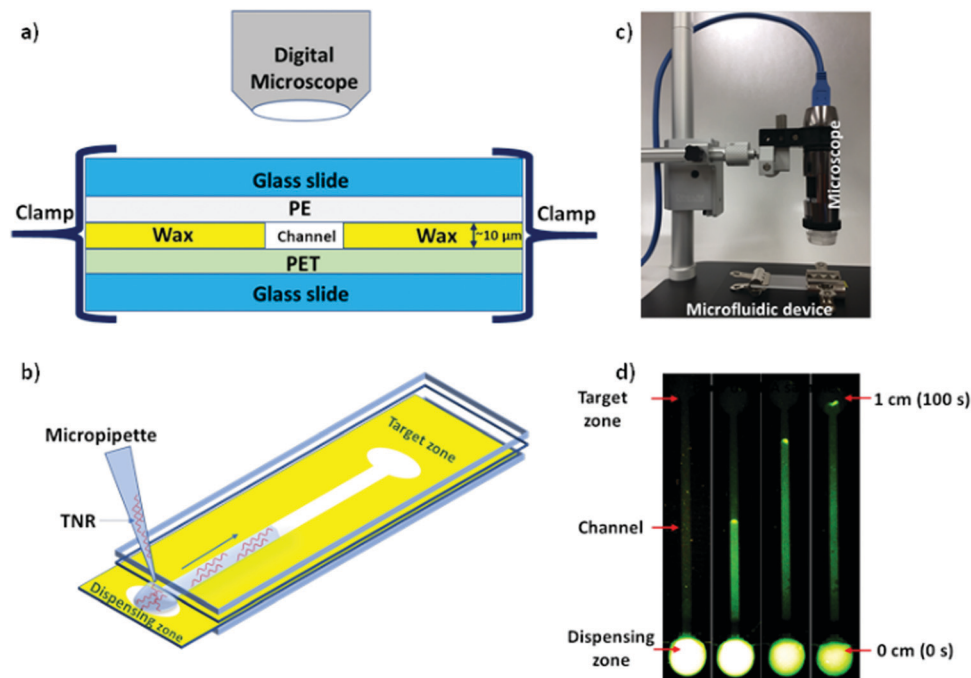 a)
Digital
Microscope
Glass slide
PE
Clamp
Wax
Channel
Wax
~10 µm
Clamp
PET
Glass slide
b)
Micropipette
TNR
Target zone
Dispensing zone
c)
Microscope
Microfluidic device
d)
Target
zone
1 cm (100 s)
Channel
Dispensing
zone
0 cm (0 s)